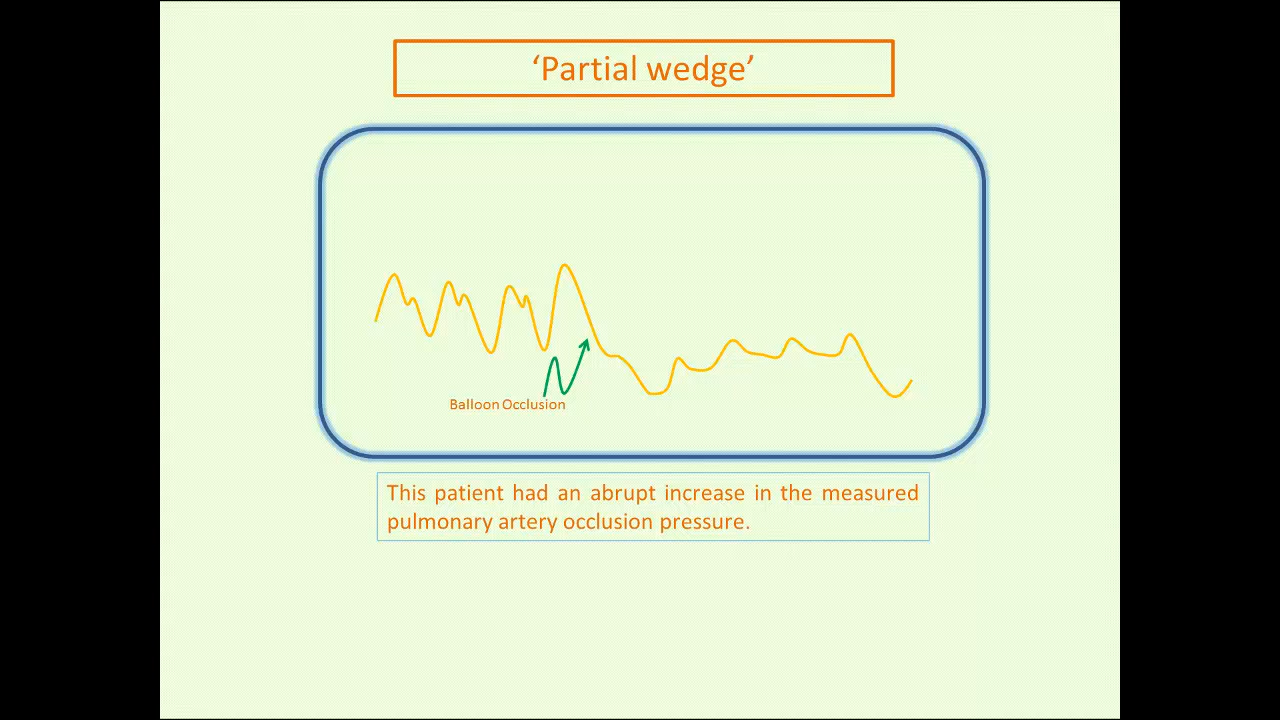 ‘Partial wedge’
Balloon Occlusion
This patient had an abrupt increase in the measured
pulmonary artery occlusion pressure.